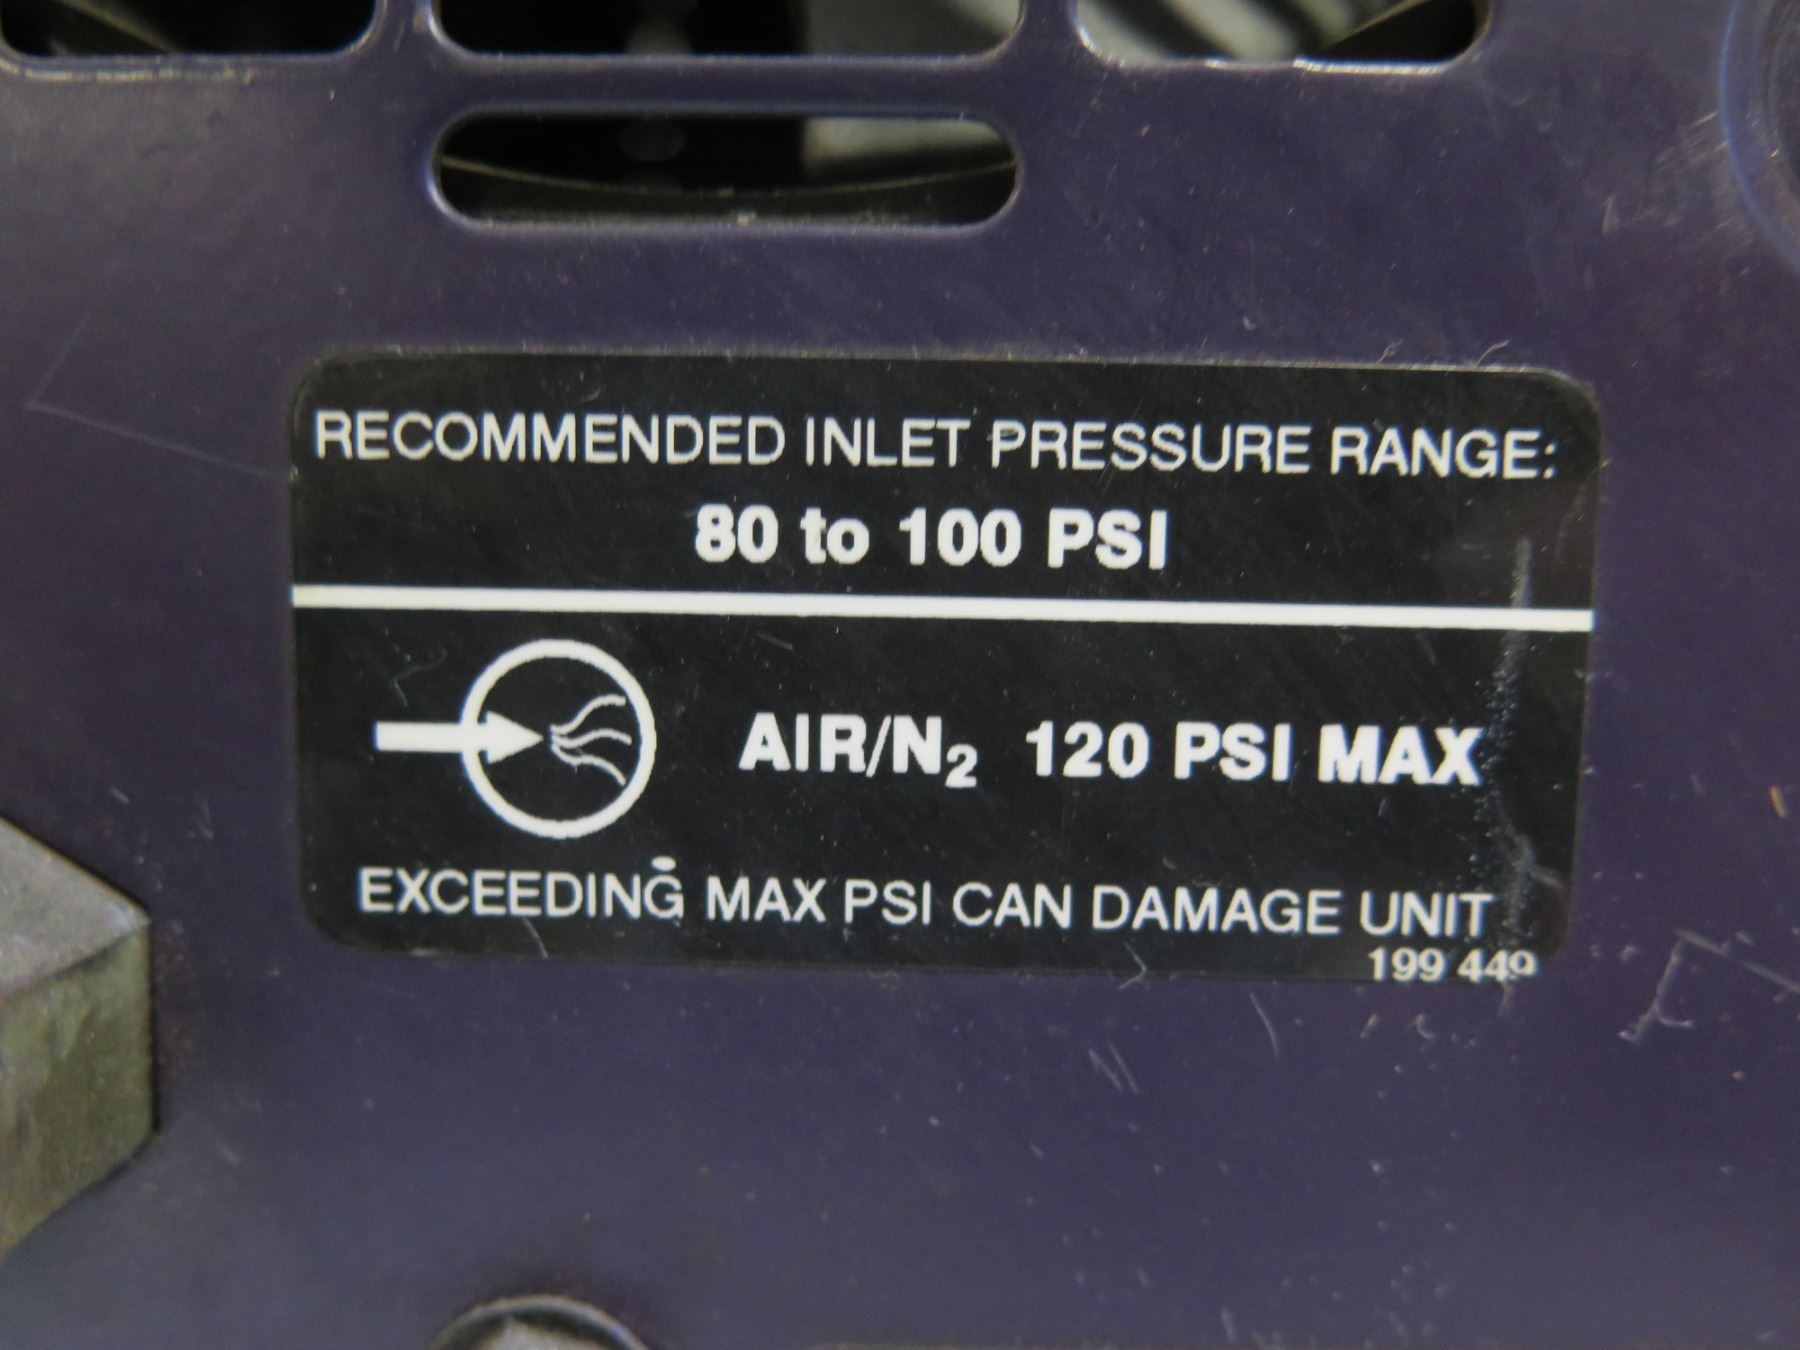 RECOMMENDED INLET PRESSURE RANGE:
80 to 100 PSI
AIR/N₂ 120 PSI MAX
EXCEEDING MAX PSI CAN DAMAGE UNIT
199 449